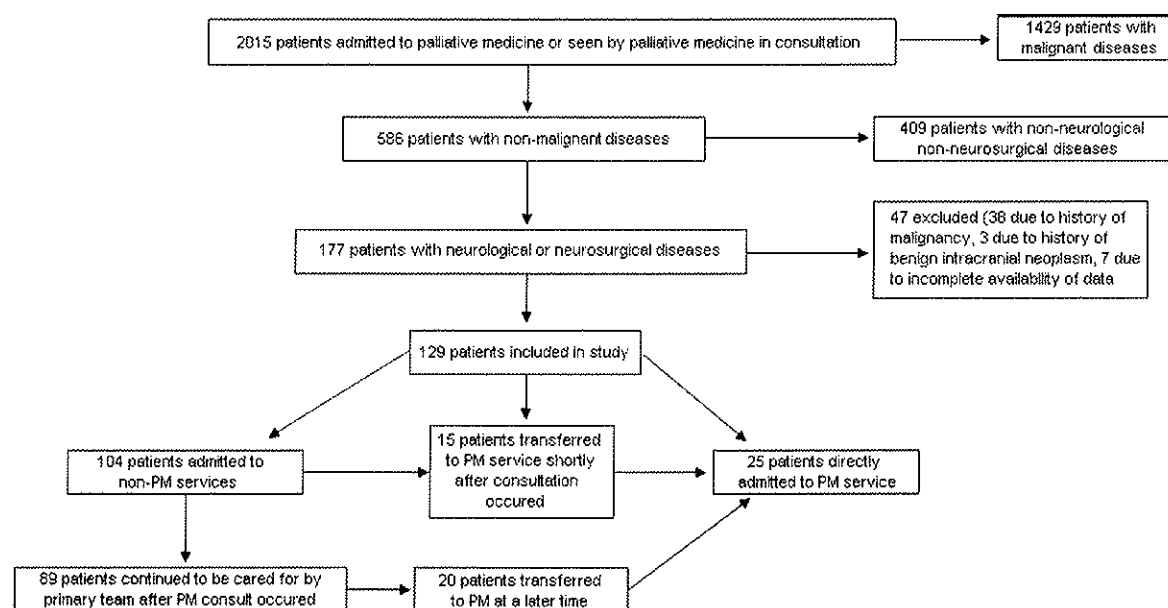 2015 patients admitted to palliative medicine or seen by palliative medicine in consultation
1429 patients with
malignant diseases
586 patients with non-malignant diseases
409 patients with non-neurological
non-neurosurgical diseases
177 patients with neurological or neurosurgical diseases
47 excluded (38 due to history of
malignancy, 3 due to history of
benign intracranial neoplasm, 7 due
to incomplete availability of data
129 patients included in study
104 patients admitted to
non-PM services
15 patients transferred
to PM service shortly
after consultation
occured
25 patients directly
admitted to PM service
89 patients continued to be cared for by
primary team after PM consult occured
20 patients transferred
to PM at a later time